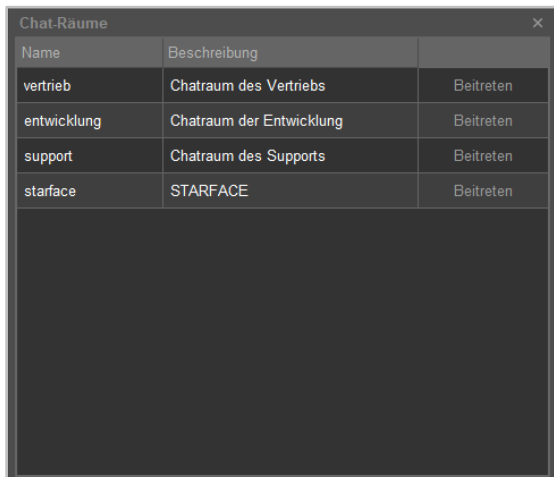 Chat-Räume ×
Name Beschreibung
vertrieb Chatraum des Vertriebs Beitreten
entwicklung Chatraum der Entwicklung Beitreten
support Chatraum des Supports Beitreten
starface STARFACE Beitreten